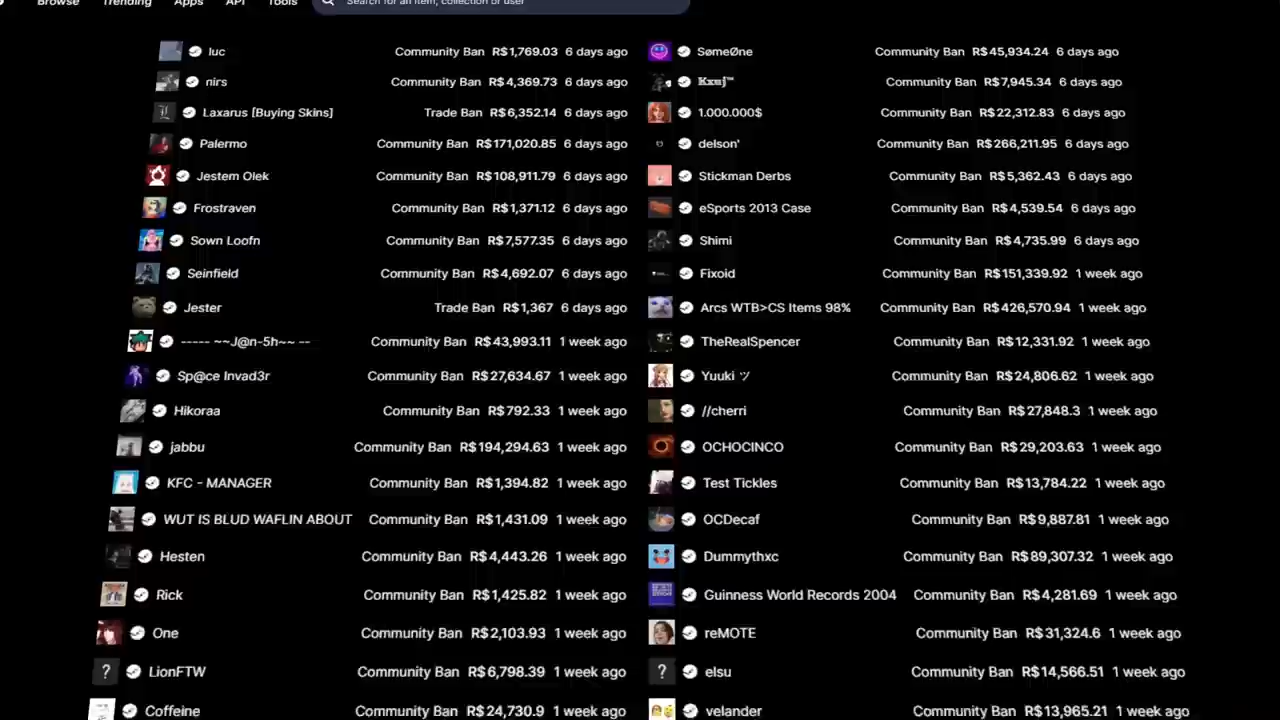 Browse Trending Apps API Tools Search for an item, collection or user
luc Community Ban R$1,769.03 6 days ago
nirs Community Ban R$4,369.73 6 days ago
Laxarus [Buying Skins] Trade Ban R$6,352.14 6 days ago
Palermo Community Ban R$171,020.85 6 days ago
Jestem Olek Community Ban R$108,911.79 6 days ago
Frostraven Community Ban R$1,371.12 6 days ago
Sown Loofn Community Ban R$7,577.35 6 days ago
Seinfield Community Ban R$4,692.07 6 days ago
Jester Trade Ban R$1,367 6 days ago
----- ~~J@n-5h~~ -- Community Ban R$43,993.11 1 week ago
Sp@ce Invad3r Community Ban R$27,634.67 1 week ago
Hikoraa Community Ban R$792.33 1 week ago
jabbu Community Ban R$194,294.63 1 week ago
KFC - MANAGER Community Ban R$1,394.82 1 week ago
WUT IS BLUD WAFLIN ABOUT Community Ban R$1,431.09 1 week ago
Hesten Community Ban R$4,443.26 1 week ago
Rick Community Ban R$1,425.82 1 week ago
One Community Ban R$2,103.93 1 week ago
LionFTW Community Ban R$6,798.39 1 week ago
Coffeine Community Ban R$24,730.9 1 week ago
SømeØne Community Ban R$45,934.24 6 days ago
Community Ban R$7,945.34 6 days ago
1.000.000$ Community Ban R$22,312.83 6 days ago
delson' Community Ban R$266,211.95 6 days ago
Stickman Derbs Community Ban R$5,362.43 6 days ago
eSports 2013 Case Community Ban R$4,539.54 6 days ago
Shimi Community Ban R$4,735.99 6 days ago
Fixoid Community Ban R$151,339.92 1 week ago
Arcs WTB>CS Items 98% Community Ban R$426,570.94 1 week ago
TheRealSpencer Community Ban R$12,331.92 1 week ago
Yuuki ツ Community Ban R$24,806.62 1 week ago
//cherri Community Ban R$27,848.3 1 week ago
OCHOCINCO Community Ban R$29,203.63 1 week ago
Test Tickles Community Ban R$13,784.22 1 week ago
OCDecaf Community Ban R$9,887.81 1 week ago
Dummythxc Community Ban R$89,307.32 1 week ago
Guinness World Records 2004 Community Ban R$4,281.69 1 week ago
reMOTE Community Ban R$31,324.6 1 week ago
elsu Community Ban R$14,566.51 1 week ago
velander Community Ban R$13,965.21 1 week ago